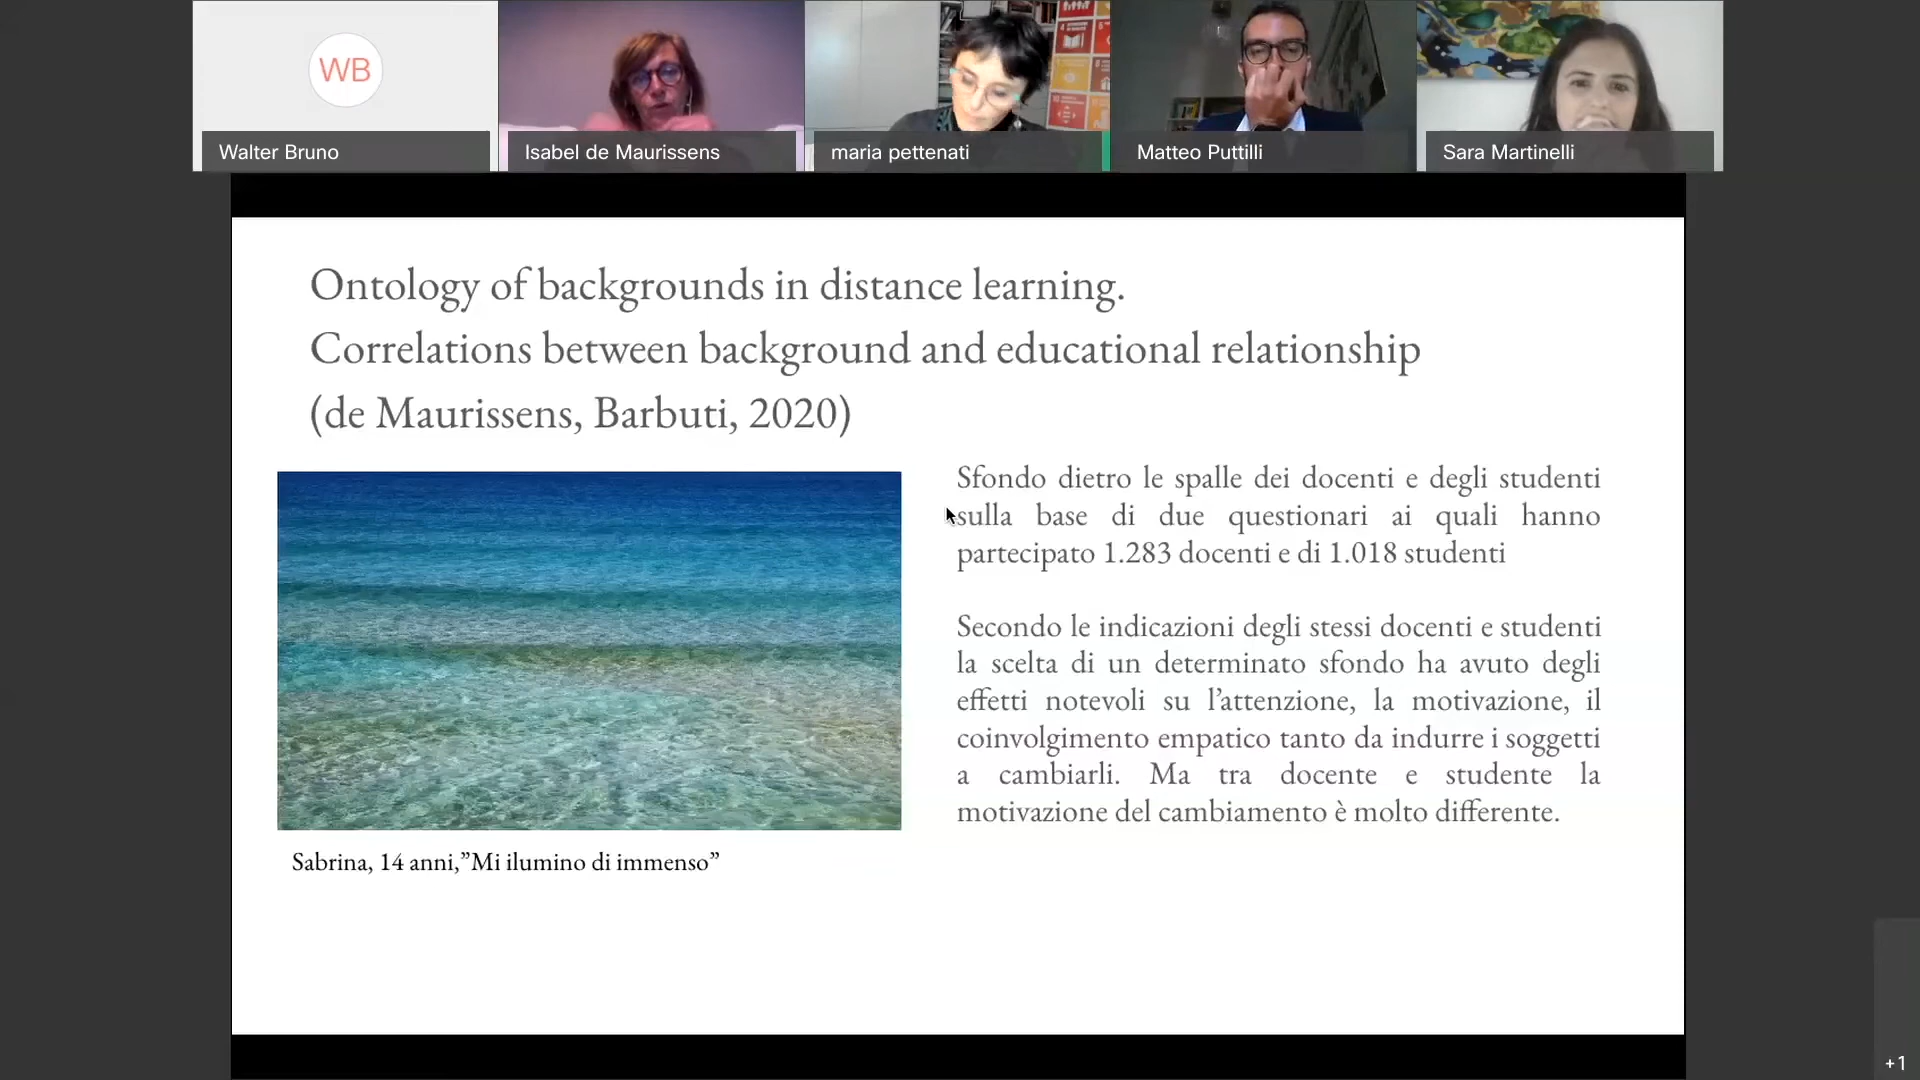 WB
Walter Bruno
Isabel de Maurissens
maria pettenati
Matteo Puttilli
Sara Martinelli
Ontology of backgrounds in distance learning.
Correlations between background and educational relationship
(de Maurissens, Barbuti, 2020)
Sfondo dietro le spalle dei docenti e degli studenti
sulla base di due questionari ai quali hanno
partecipato 1.283 docenti e di 1.018 studenti
Secondo le indicazioni degli stessi docenti e studenti
la scelta di un determinato sfondo ha avuto degli
effetti notevoli su l’attenzione, la motivazione, il
coinvolgimento empatico tanto da indurre i soggetti
a cambiarli. Ma tra docente e studente la
motivazione del cambiamento è molto differente.
Sabrina, 14 anni,”Mi ilumino di immenso”
+1